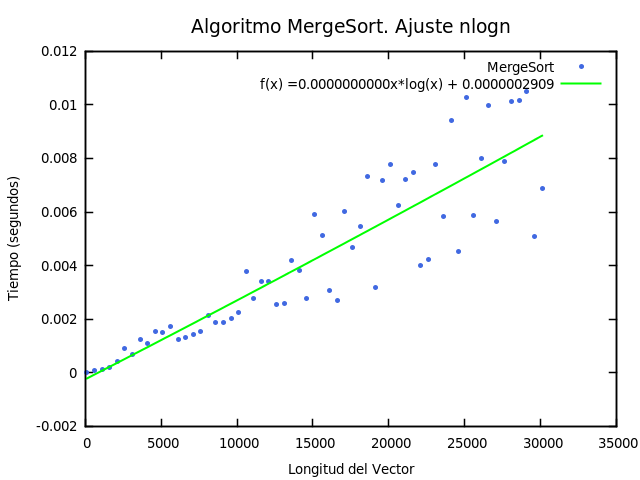 Algoritmo MergeSort. Ajuste nlogn
0.012
0.01
0.008
0.006
0.004
0.002
0
-0.002
Tiempo (segundos)
MergeSort
f(x) =0.0000000000x*log(x) + 0.0000002909
0 5000 10000 15000 20000 25000 30000 35000
Longitud del Vector